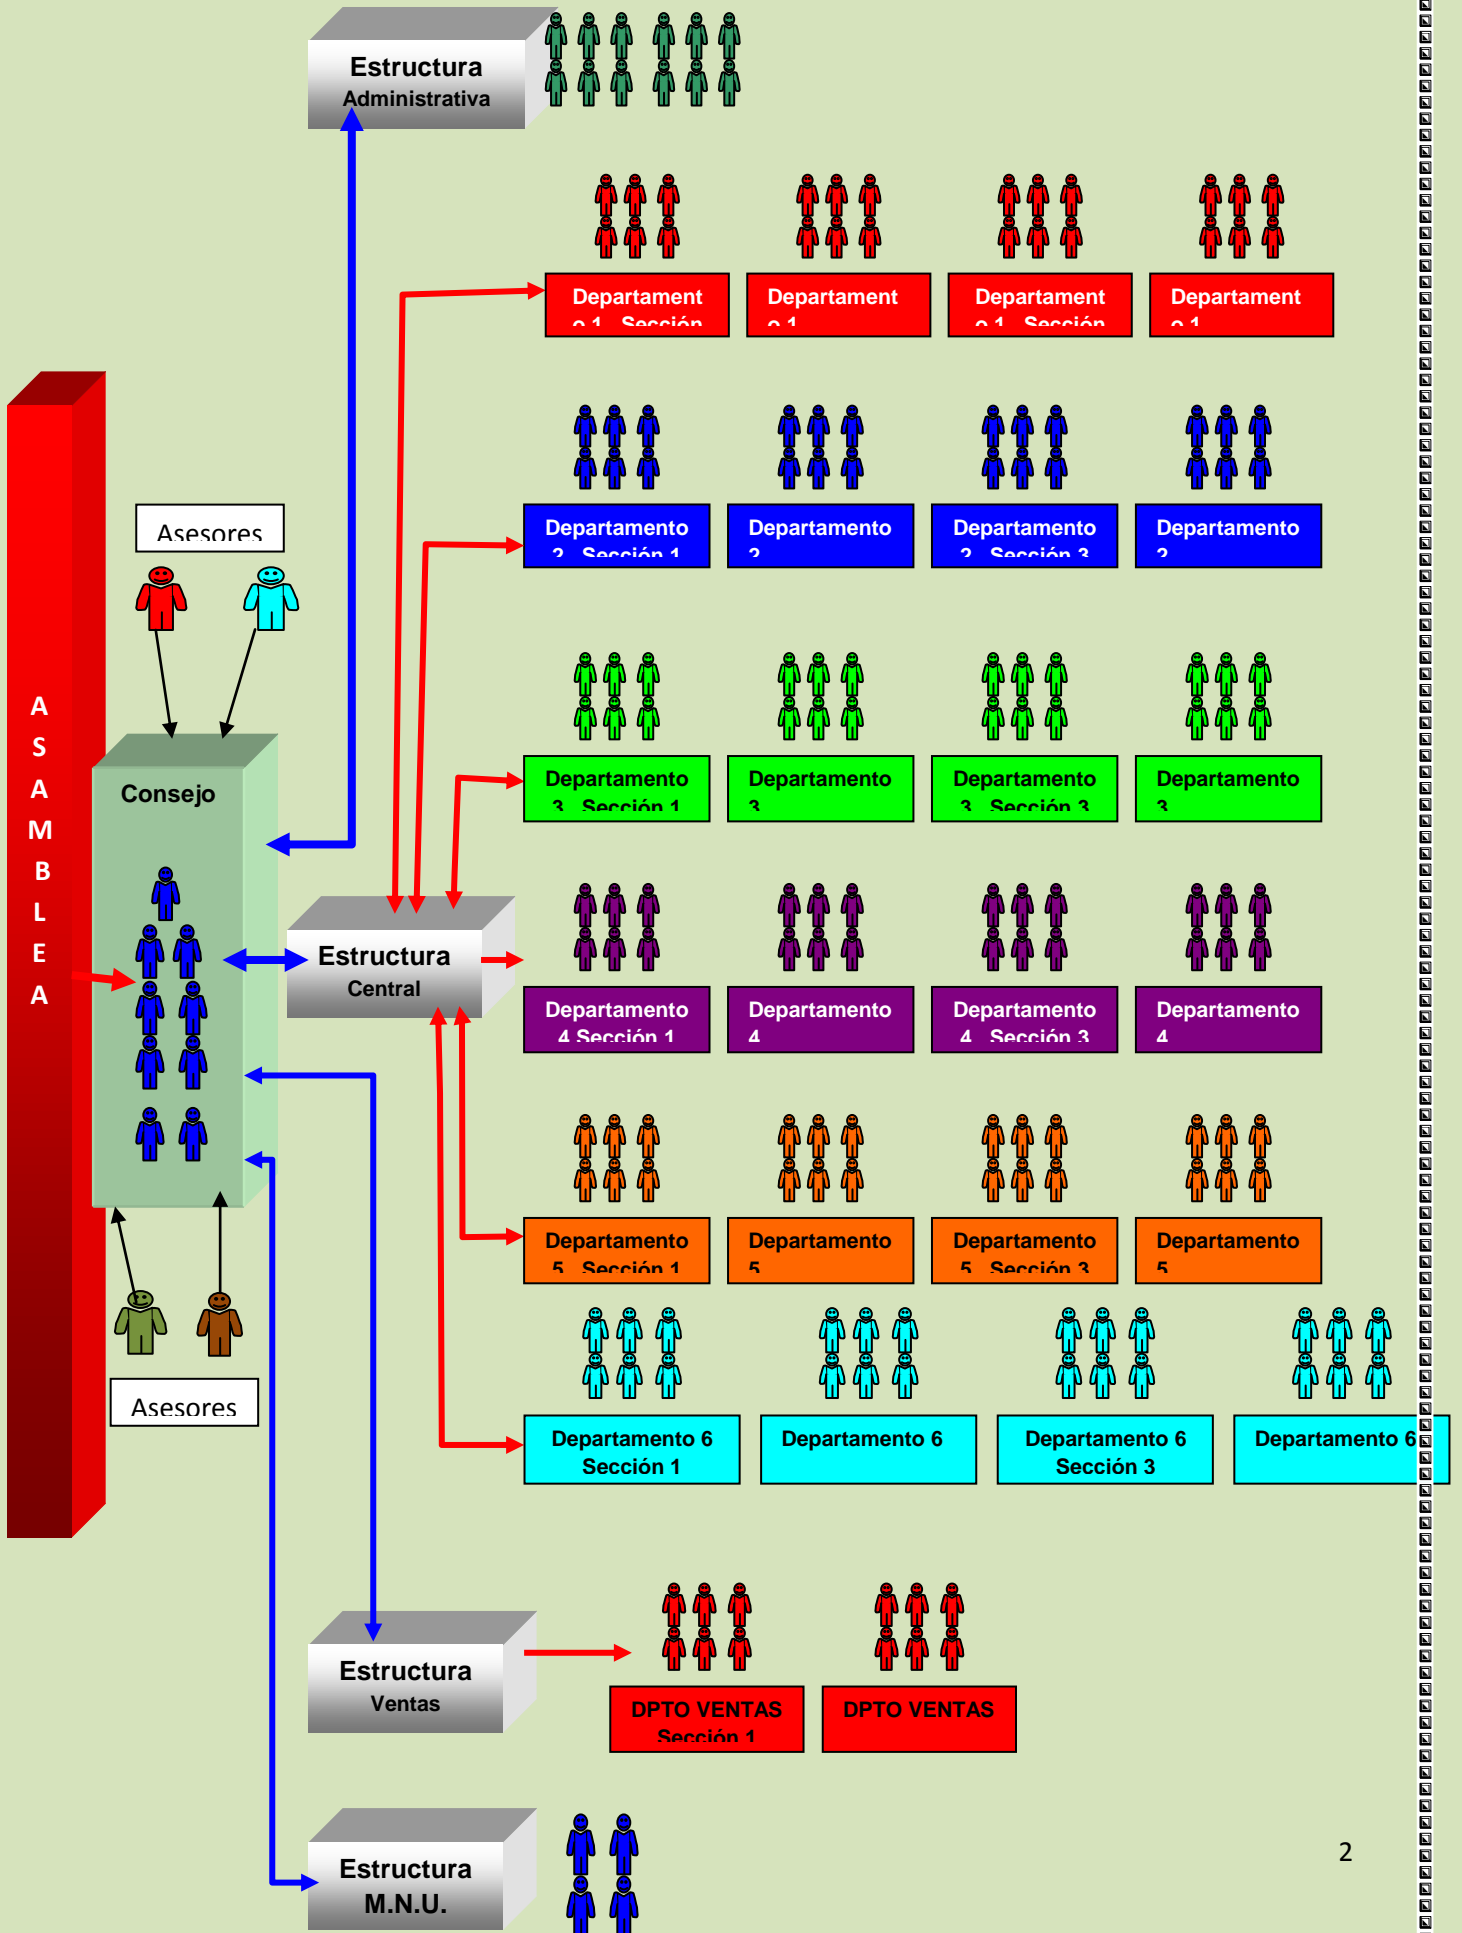 Estructura
Administrativa
Departament
o 1 Sección
Departament
o 1
Departament
o 1 Sección
Departament
o 1
Asesores
Departamento
2 Sección 1
Departamento
2
Departamento
2 Sección 3
Departamento
2
ASAMBLEA
Departamento
3 Sección 1
Departamento
3
Departamento
3 Sección 3
Departamento
3
Consejo
Estructura
Central
Departamento
4 Sección 1
Departamento
4
Departamento
4 Sección 3
Departamento
4
Departamento
5 Sección 1
Departamento
5
Departamento
5 Sección 3
Departamento
5
Asesores
Departamento 6
Sección 1
Departamento 6
Departamento 6
Sección 3
Departamento 6
Estructura
Ventas
DPTO VENTAS
Sección 1
DPTO VENTAS
Estructura
M.N.U.
2